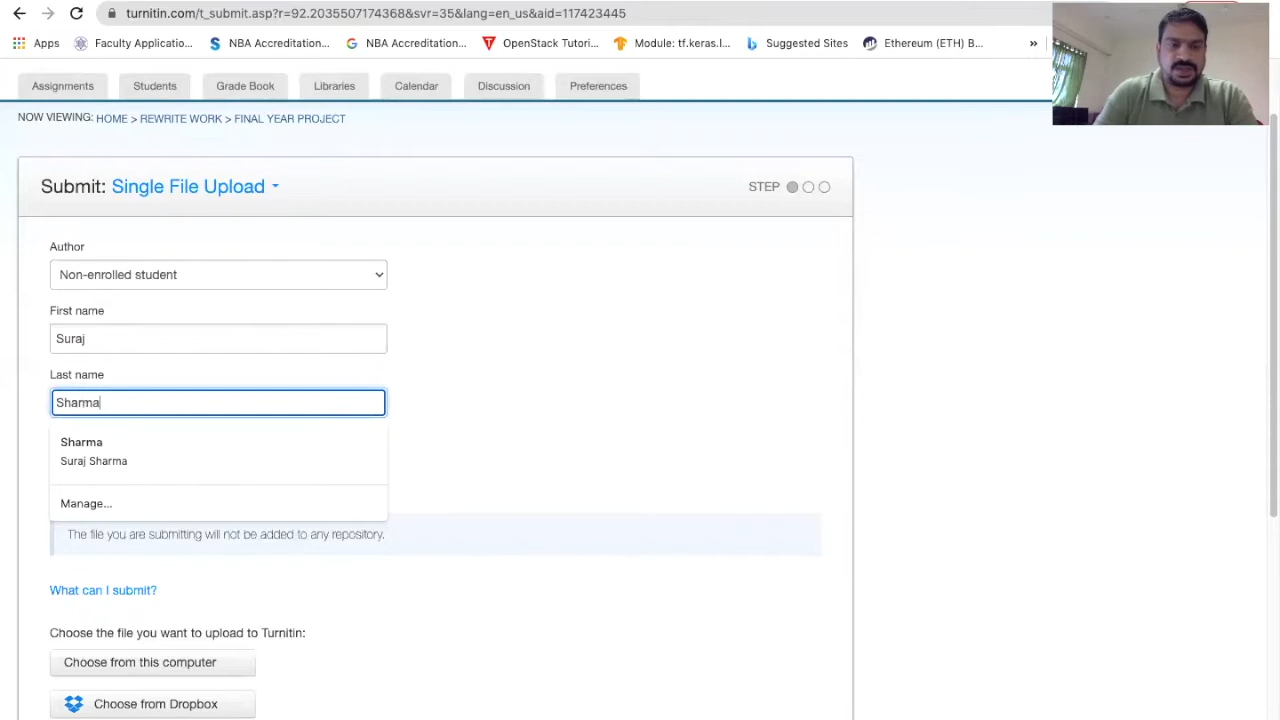 turnitin.com/t_submit.asp?r=92.2035507174368&svr=35&lang=en_us&aid=117423445
Apps Faculty Applicatio... NBA Accreditation... NBA Accreditation... OpenStack Tutori... Module: tf.keras.l... Suggested Sites Ethereum (ETH) B... »
Assignments Students Grade Book Libraries Calendar Discussion Preferences
NOW VIEWING: HOME > REWRITE WORK > FINAL YEAR PROJECT
Submit: Single File Upload STEP
Author
Non-enrolled student
First name
Suraj
Last name
Sharma
Sharma
Suraj Sharma
Manage...
The file you are submitting will not be added to any repository.
What can I submit?
Choose the file you want to upload to Turnitin:
Choose from this computer
Choose from Dropbox